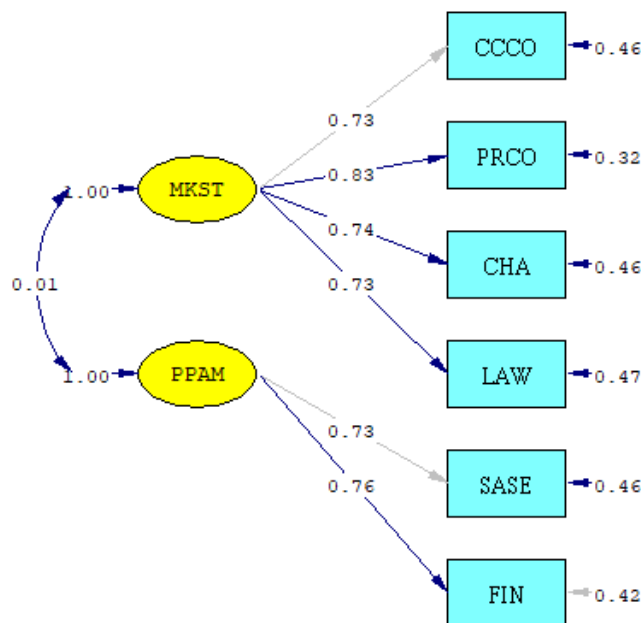 CCCO
0.46
0.73
PRCO
0.32
1.00
MKST
0.83
0.74
CHA
0.46
0.01
0.73
LAW
0.47
1.00
PPAM
0.73
SASE
0.46
0.76
FIN
0.42